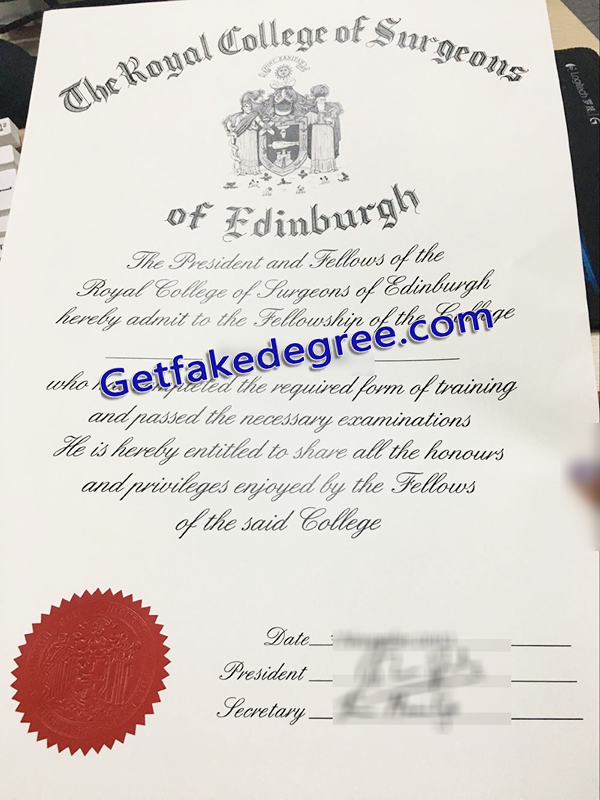 The Royal College of Surgeons
of Edinburgh
The President and Fellows of the
Royal College of Surgeons of Edinburgh
hereby admit to the Fellowship of the College
Getfakedegree.com
who completed the required form of training
and passed the necessary examinations
He is hereby entitled to share all the honours
and privileges enjoyed by the Fellows
of the said College
Date
President
Secretary
Logitech